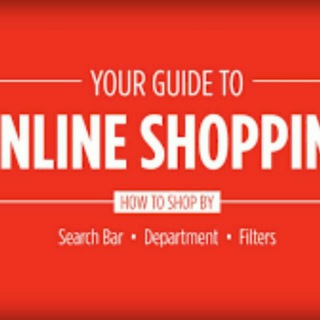 YOUR GUIDE TO
NLINE SHOPPIN
HOW TO SHOP BY
Search Bar • Department • Filters